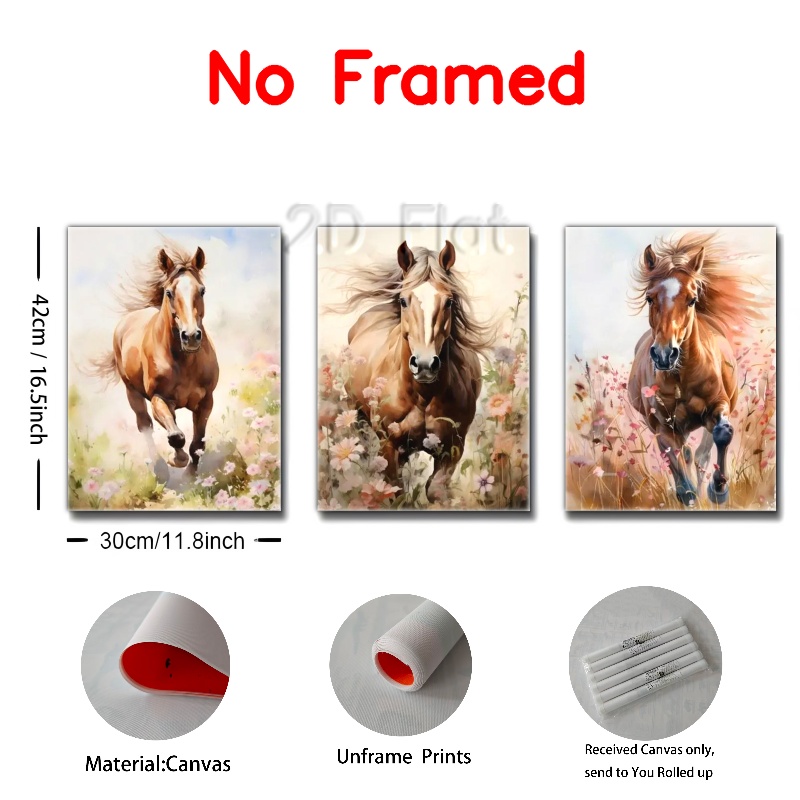 No Framed
2D Flat
42cm / 16.5inch
30cm/11.8inch
Material:Canvas
Unframe Prints
Received Canvas only,
send to You Rolled up